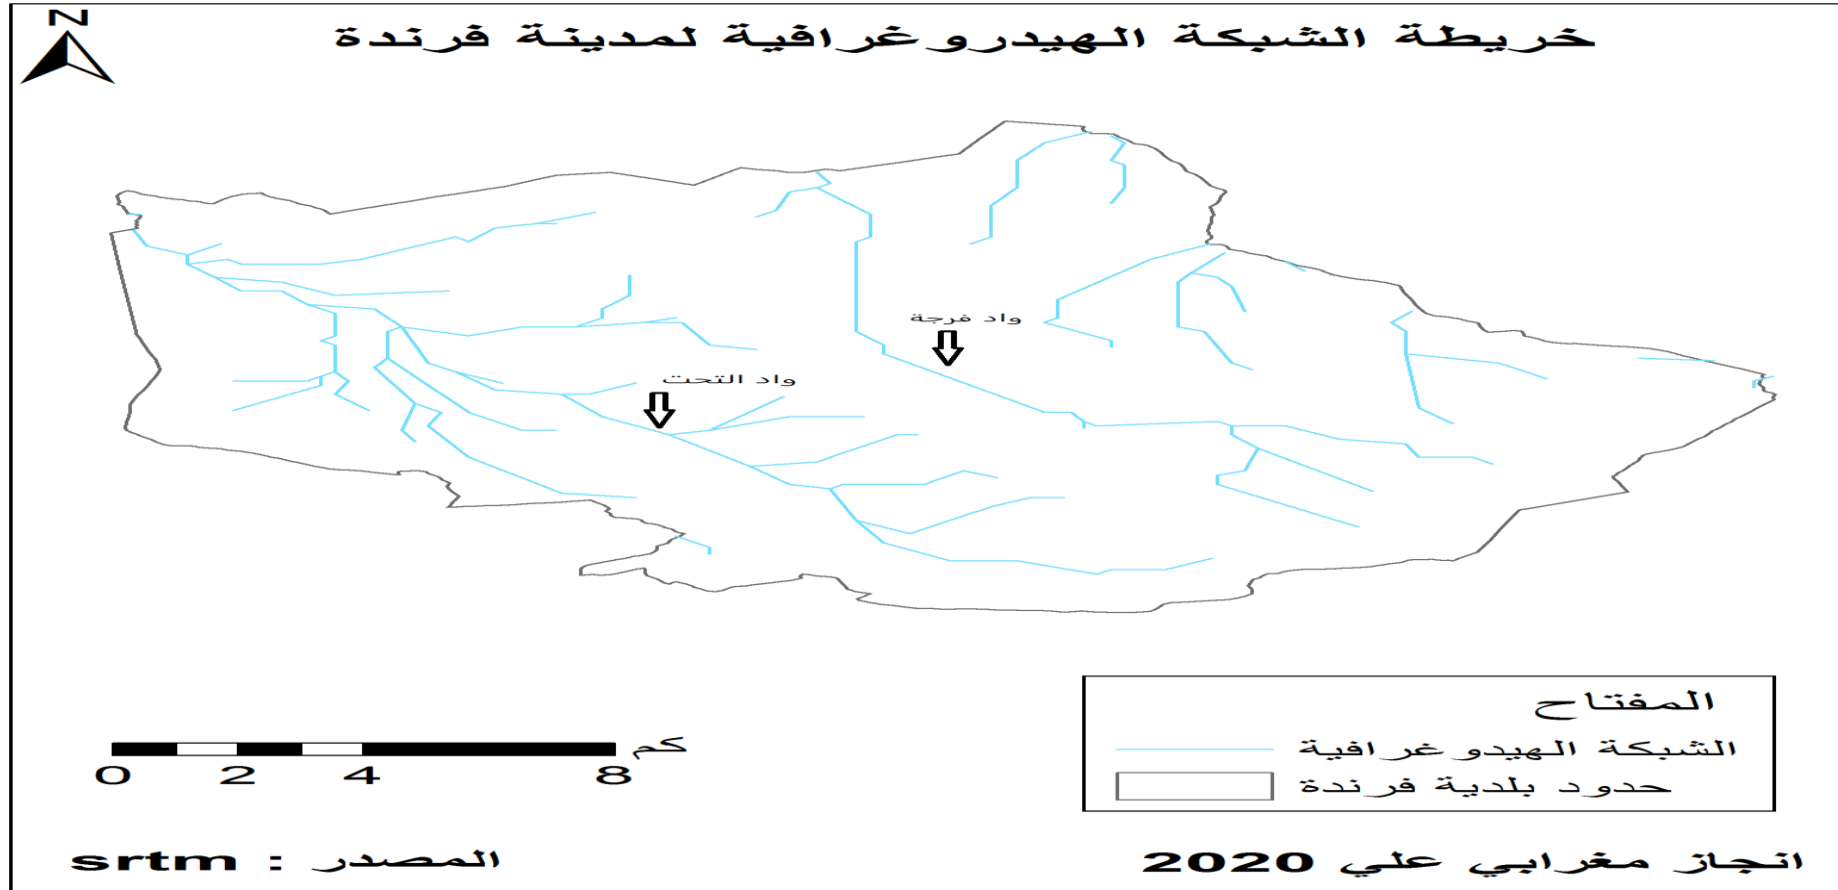 N
خريطة الشبكة الهيدروغرافية لمدينة فرندة
واد فرجة
واد التحت
المفتاح
الشبكة الهيدوغرافية
حدود بلدية فرندة
كم
0 2 4 8
المصدر : srtm
انجاز مغرابي علي 2020